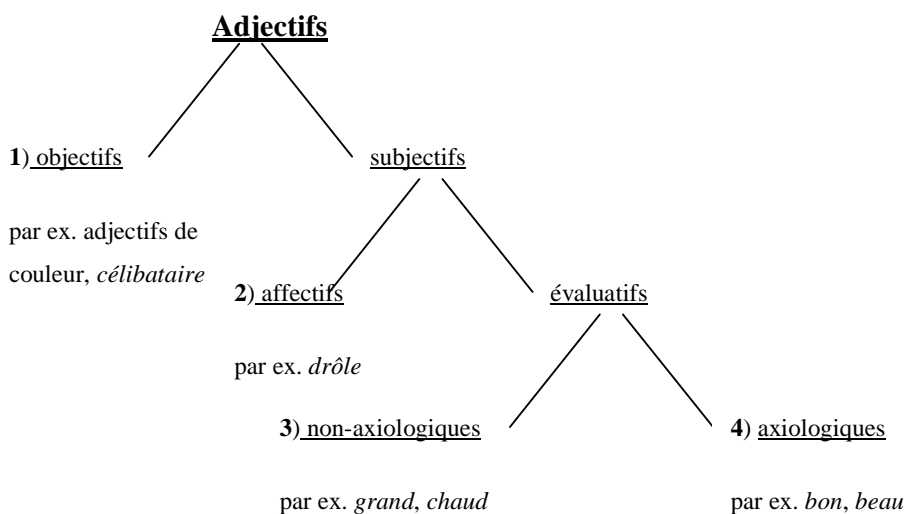 Adjectifs
1) objectifs
subjectifs
par ex. adjectifs de
couleur, célibataire
2) affectifs
évaluatifs
par ex. drôle
3) non-axiologiques
4) axiologiques
par ex. grand, chaud
par ex. bon, beau